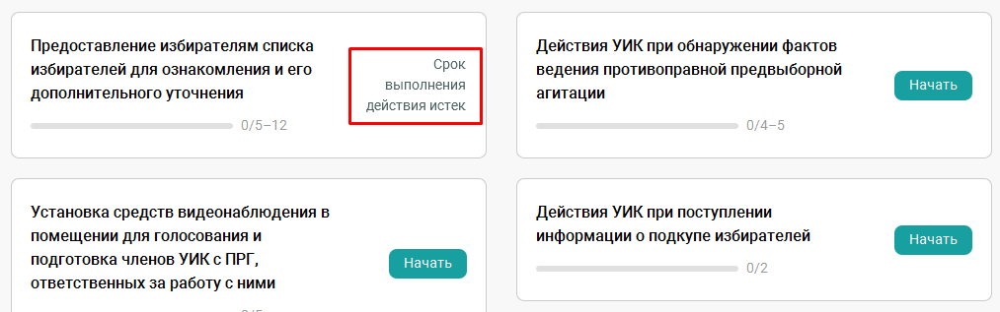 Предоставление избирателям списка
избирателей для ознакомления и его
дополнительного уточнения
0/5–12
Срок
выполнения
действия истек
Действия УИК при обнаружении фактов
ведения противоправной предвыборной
агитации
0/4–5
Начать
Установка средств видеонаблюдения в
помещении для голосования и
подготовка членов УИК с ПРГ,
ответственных за работу с ними
Начать
Действия УИК при поступлении
информации о подкупе избирателей
0/2
Начать